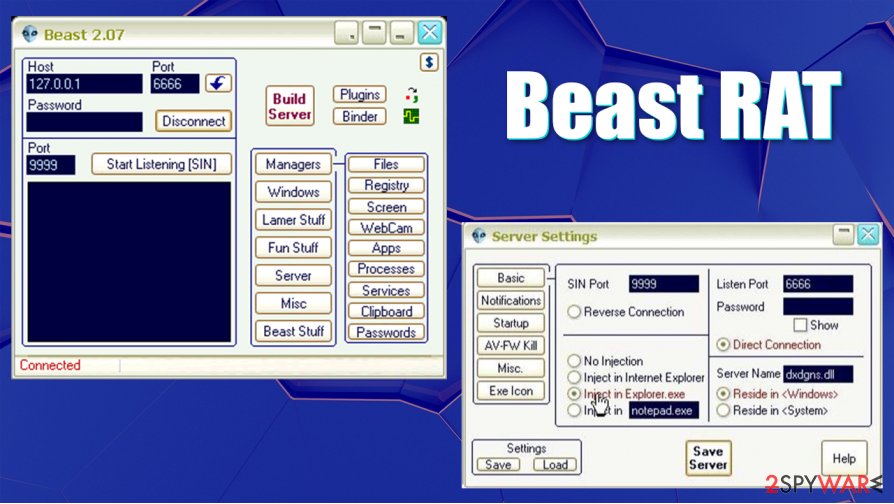 Beast 2.07
$
Host
Port
127.0.0.1
6666
Password
Disconnect
Build
Server
Plugins
Binder
Port
9999
Start Listening [SIN]
Managers
Windows
Lamer Stuff
Fun Stuff
Server
Misc
Beast Stuff
Files
Registry
Screen
WebCam
Apps
Processes
Services
Clipboard
Passwords
Connected
Beast RAT
Server Settings
Basic
Notifications
Startup
AV-FW Kill
Misc.
Exe Icon
SIN Port
9999
Reverse Connection
No Injection
Inject in Internet Explorer
Inject in Explorer.exe
Inject in
notepad.exe
Listen Port
6666
Password
Show
Direct Connection
Server Name
dxdgns.dll
Reside in <Windows>
Reside in <System>
Settings
Save
Load
Save
Server
Help
2SPYWARE